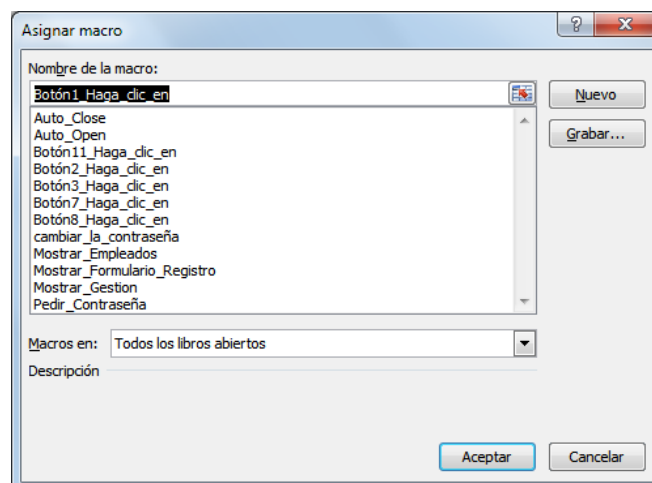 Asignar macro
Nombre de la macro:
Botón1_Haga_clic_en
Nuevo
Auto_Close
Auto_Open
Botón11_Haga_clic_en
Botón2_Haga_clic_en
Botón3_Haga_clic_en
Botón7_Haga_clic_en
Botón8_Haga_clic_en
cambiar_la_contraseña
Mostrar_Empleados
Mostrar_Formulario_Registro
Mostrar_Gestion
Pedir_Contraseña
Grabar...
Macros en: Todos los libros abiertos
Descripción
Aceptar Cancelar